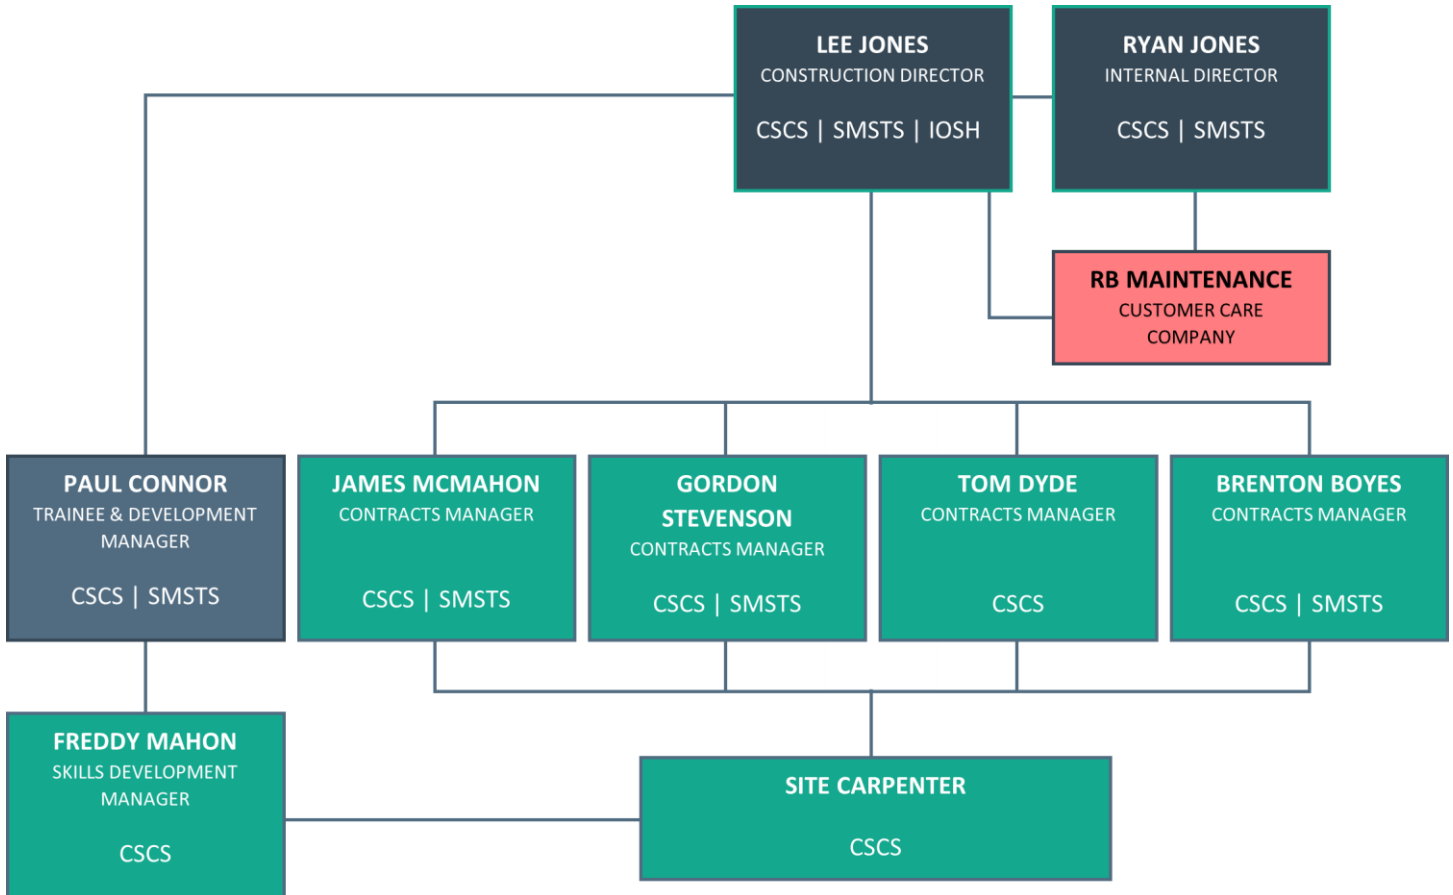 LEE JONES
CONSTRUCTION DIRECTOR
CSCS | SMSTS | IOSH
RYAN JONES
INTERNAL DIRECTOR
CSCS | SMSTS
RB MAINTENANCE
CUSTOMER CARE
COMPANY
PAUL CONNOR
TRAINEE & DEVELOPMENT
MANAGER
CSCS | SMSTS
JAMES MCMAHON
CONTRACTS MANAGER
CSCS | SMSTS
GORDON
STEVENSON
CONTRACTS MANAGER
CSCS | SMSTS
TOM DYDE
CONTRACTS MANAGER
CSCS
BRENTON BOYES
CONTRACTS MANAGER
CSCS | SMSTS
FREDDY MAHON
SKILLS DEVELOPMENT
MANAGER
CSCS
SITE CARPENTER
CSCS